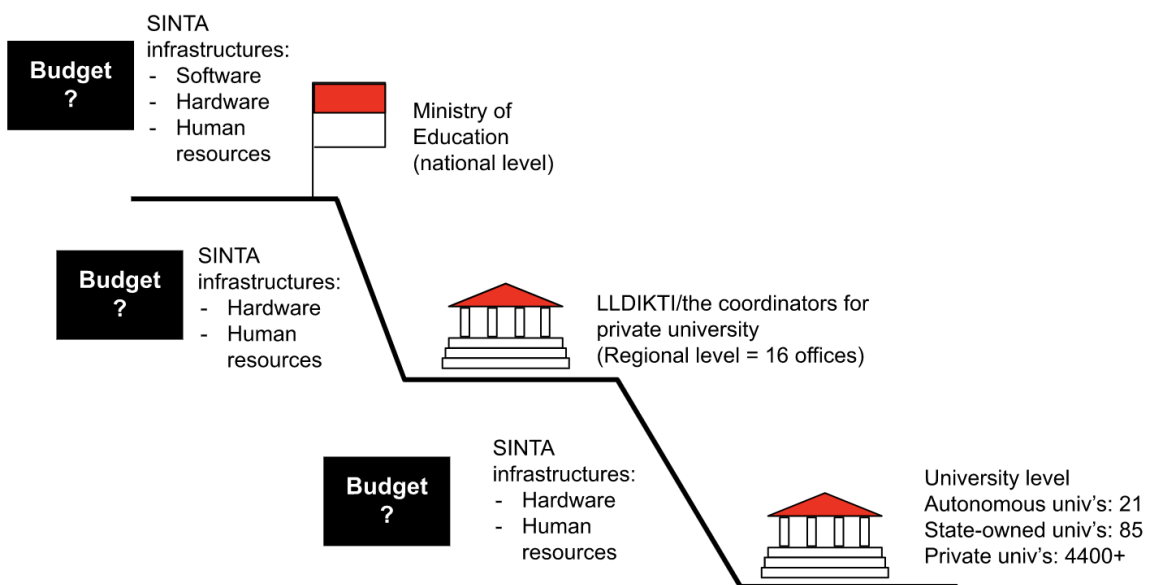 SINTA
infrastructures:
- Software
- Hardware
- Human
resources
Budget
?
Ministry of
Education
(national level)
SINTA
infrastructures:
- Hardware
- Human
resources
Budget
?
LLDIKTI/the coordinators for
private university
(Regional level = 16 offices)
SINTA
infrastructures:
- Hardware
- Human
resources
Budget
?
University level
Autonomous univ's: 21
State-owned univ's: 85
Private univ's: 4400+